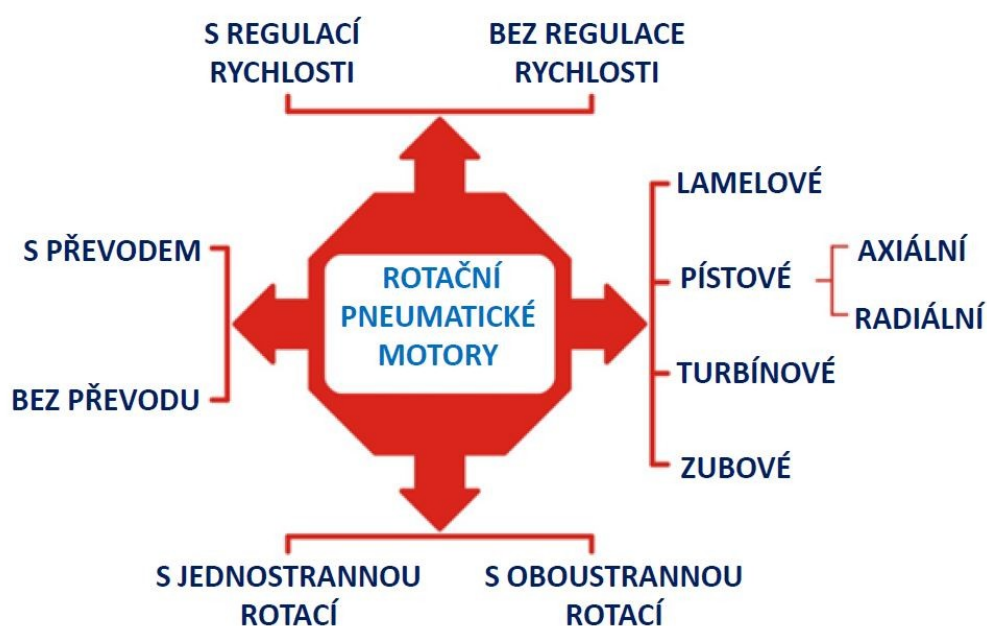 S REGULACÍ
RYCHLOSTI
BEZ REGULACE
RYCHLOSTI
S PŘEVODEM
BEZ PŘEVODU
ROTAČNÍ
PNEUMATICKÉ
MOTORY
LAMELOVÉ
PÍSTOVÉ
AXIÁLNÍ
RADIÁLNÍ
TURBÍNOVÉ
ZUBOVÉ
S JEDNOSTRANNOU
ROTACÍ
S OBOUSTRANNOU
ROTACÍ